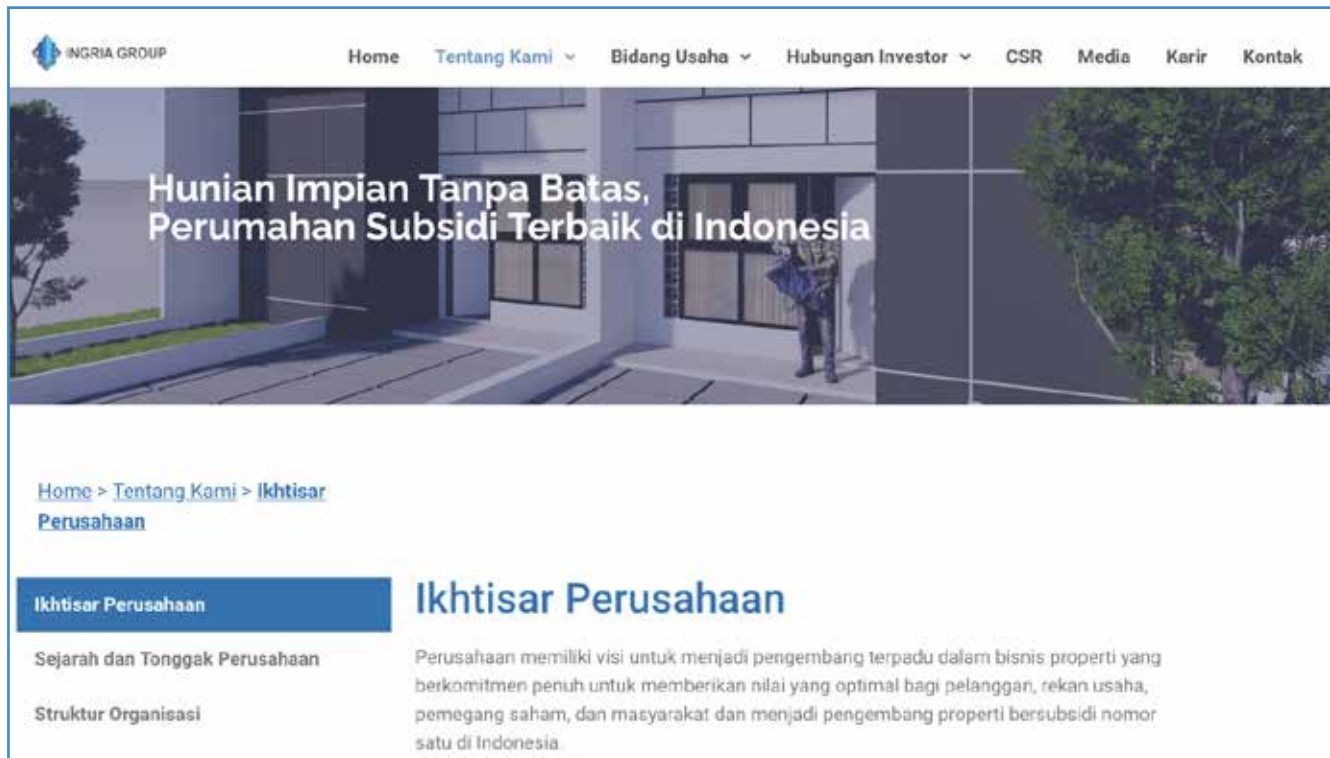 INGRIA GROUP
Home Tentang Kami Bidang Usaha Hubungan Investor CSR Media Karir Kontak
Hunian Impian Tanpa Batas,
Perumahan Subsidi Terbaik di Indonesia
Home > Tentang Kami > Ikhtisar
Perusahaan
Ikhtisar Perusahaan
Sejarah dan Tonggak Perusahaan
Struktur Organisasi
Ikhtisar Perusahaan
Perusahaan memiliki visi untuk menjadi pengembang terpadu dalam bisnis properti yang
berkomitmen penuh untuk memberikan nilai yang optimal bagi pelanggan, rekan usaha,
pemegang saham, dan masyarakat dan menjadi pengembang properti bersubsidi nomor
satu di Indonesia.